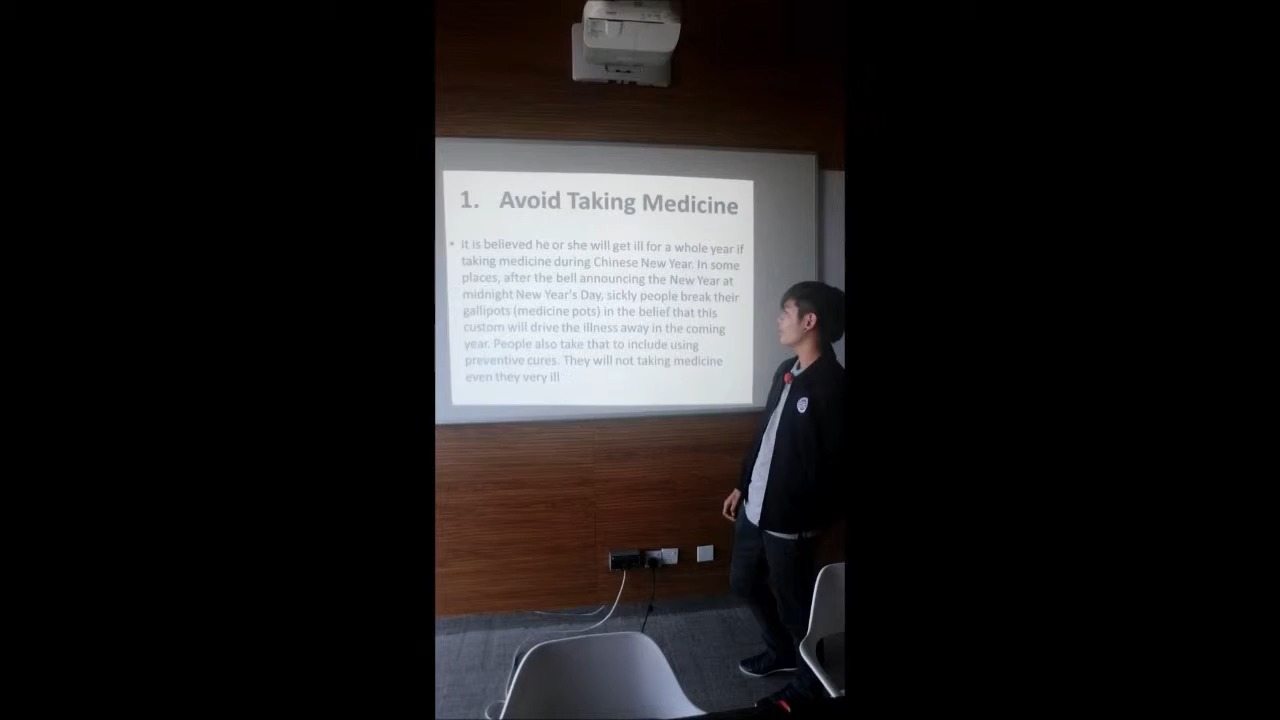 1. Avoid Taking Medicine
• It is believed he or she will get ill for a whole year if
taking medicine during Chinese New Year. In some
places, after the bell announcing the New Year at
midnight New Year's Day, sickly people break their
gallipots (medicine pots) in the belief that this
custom will drive the illness away in the coming
year. People also take that to include using
preventive cures. They will not taking medicine
even they very ill